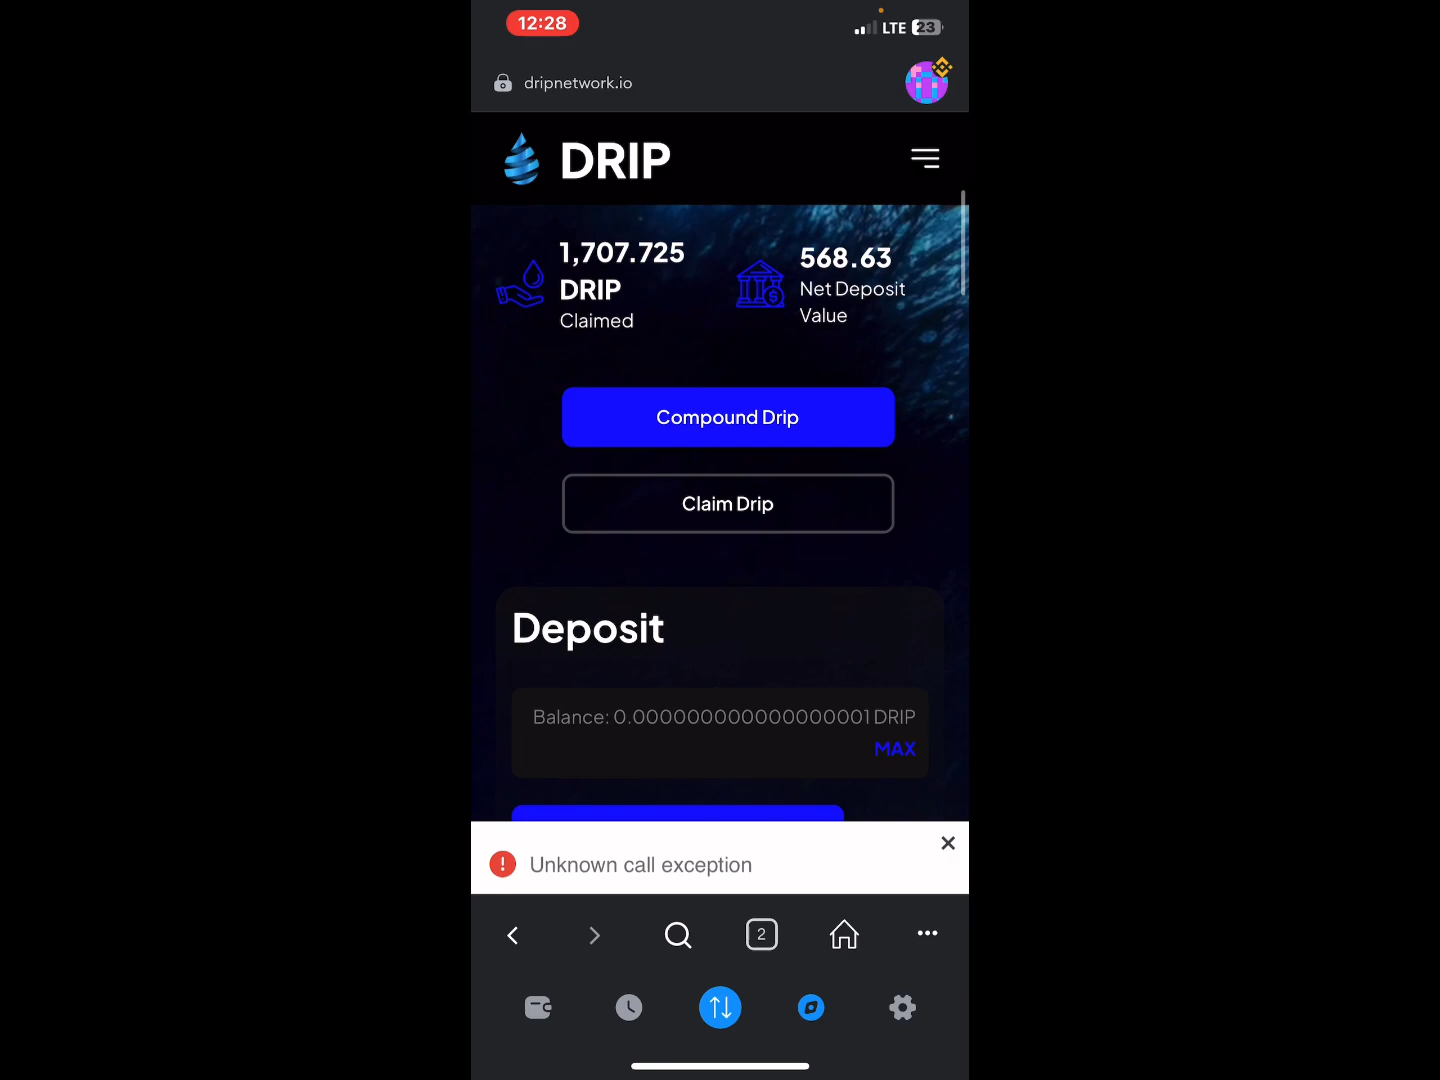 12:28
LTE 23
dripnetwork.io
DRIP
1,707.725
DRIP
Claimed
568.63
Net Deposit
Value
Compound Drip
Claim Drip
Deposit
Balance: 0.000000000000000001 DRIP
MAX
Unknown call exception
2